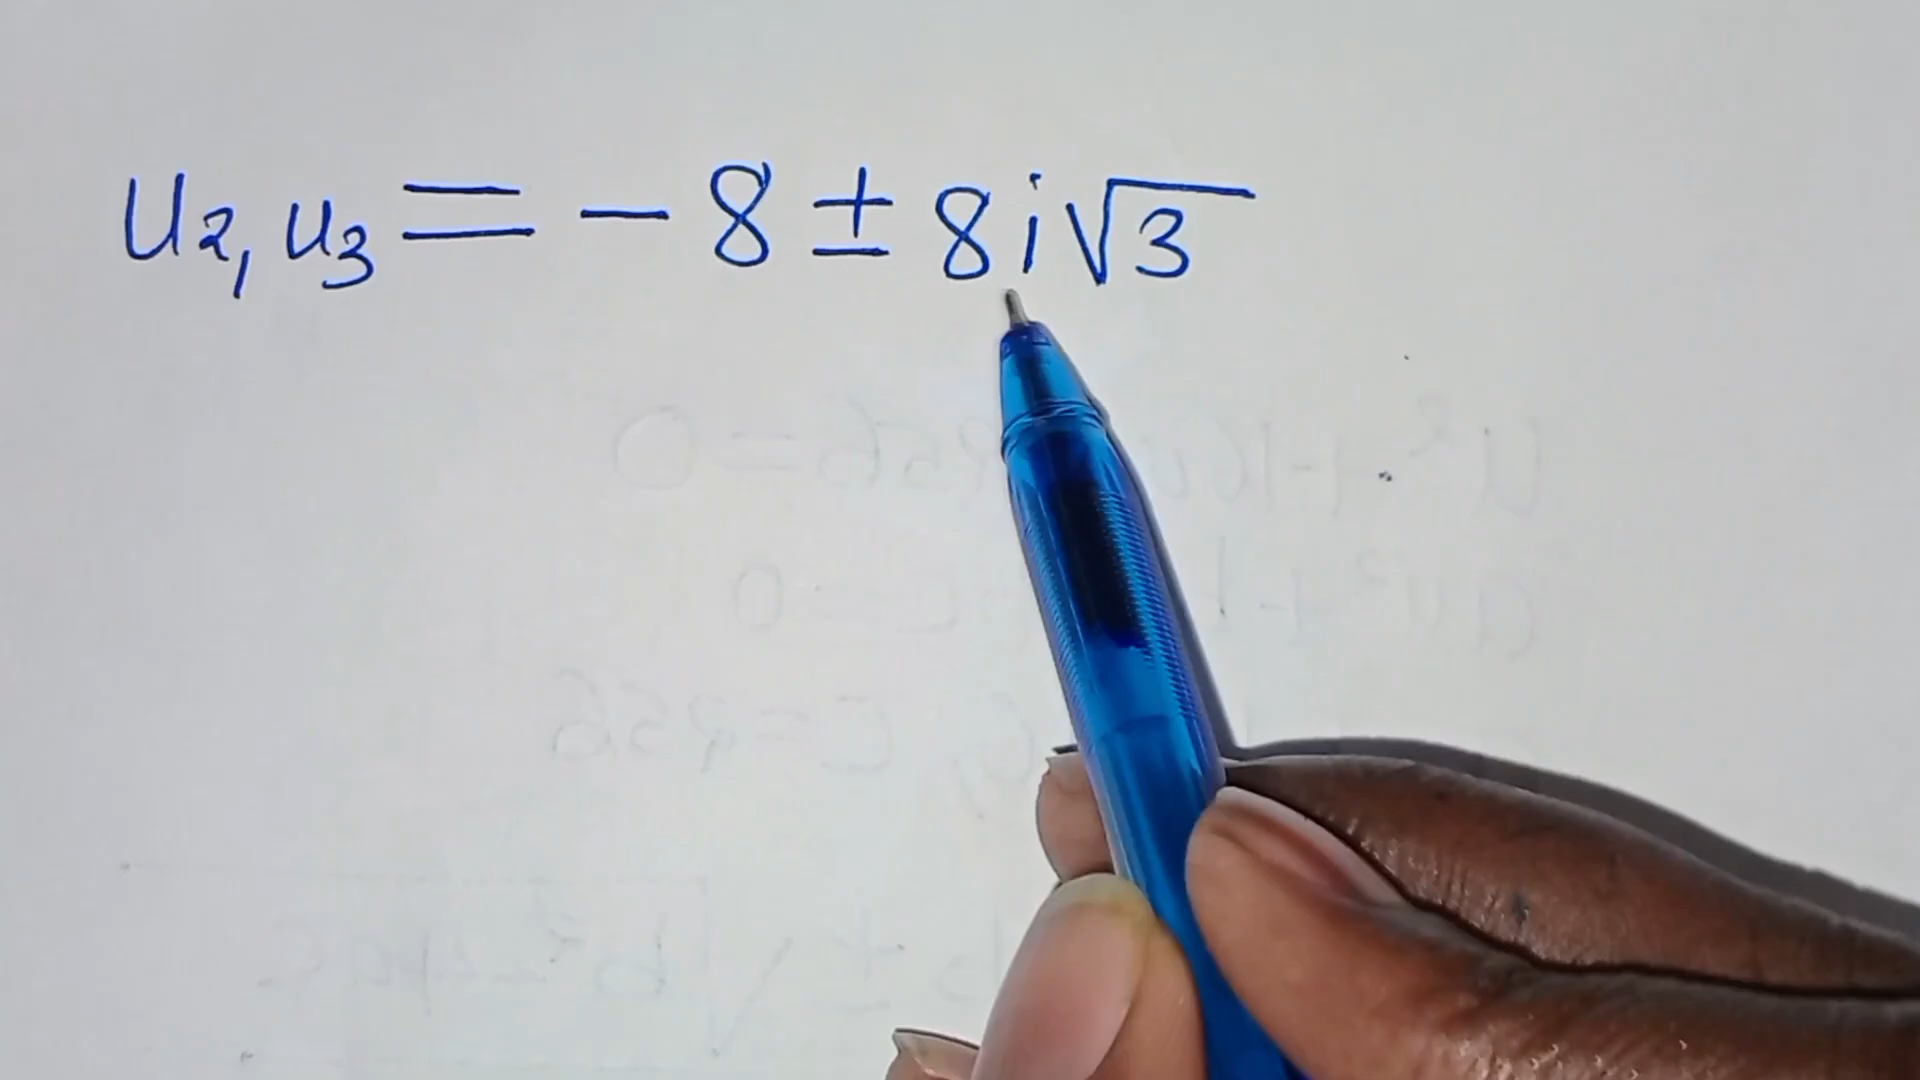 u₂, u₃ = - 8 ± 8i√3